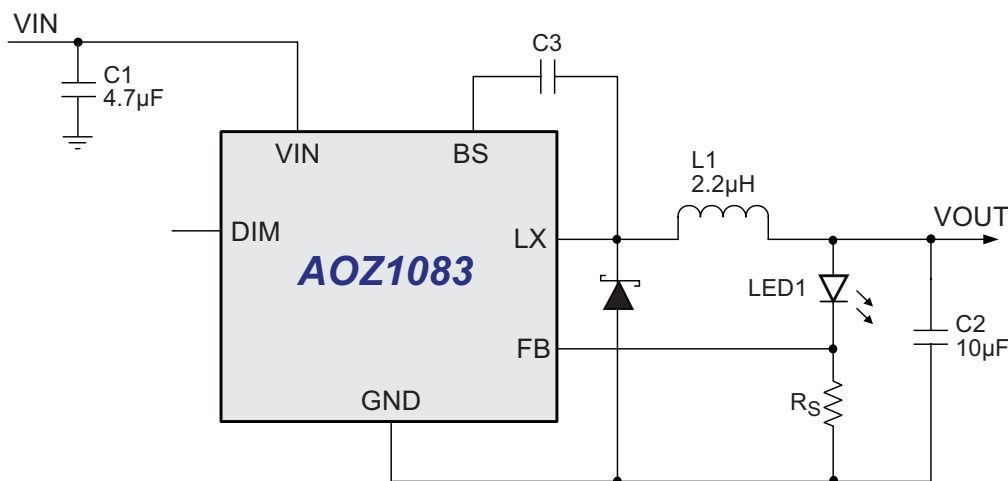 VIN
C1
4.7µF
C3
VIN
BS
L1
2.2µH
DIM
LX
VOUT
AOZ1083
LED1
FB
C2
10µF
GND
RS